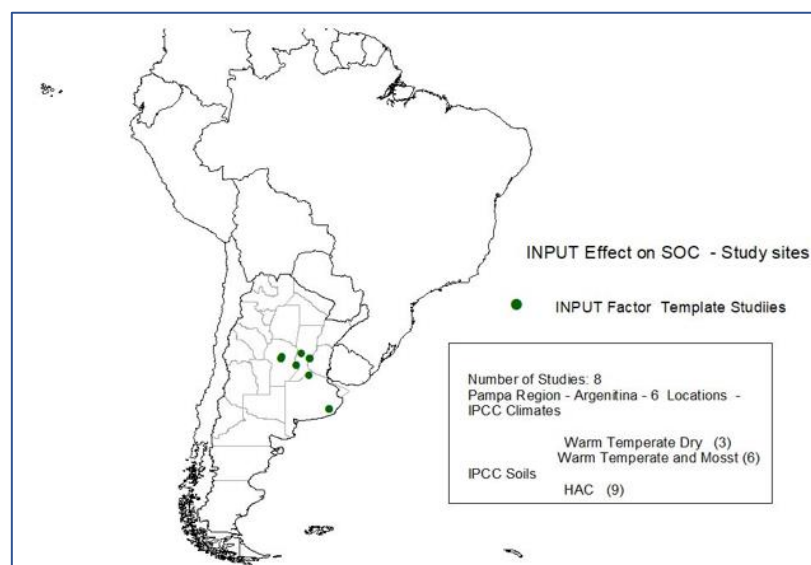 INPUT Effect on SOC - Study sites
INPUT Factor Template Studiies
Number of Studies: 8
Pampa Region - Argenitina - 6 Locations -
IPCC Climates
Warm Temperate Dry (3)
Warm Temperate and Mosst (6)
IPCC Soils
HAC (9)